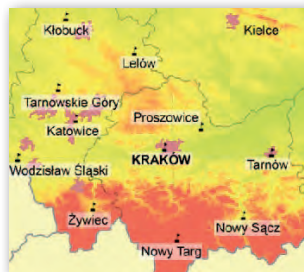 Kłobuck
Kielce
Lelów
Tarnowskie Góry
Katowice
Proszowice
KRAKÓW
Tarnów
Wodzisław Śląski
Żywiec
Nowy Sącz
Nowy Targ